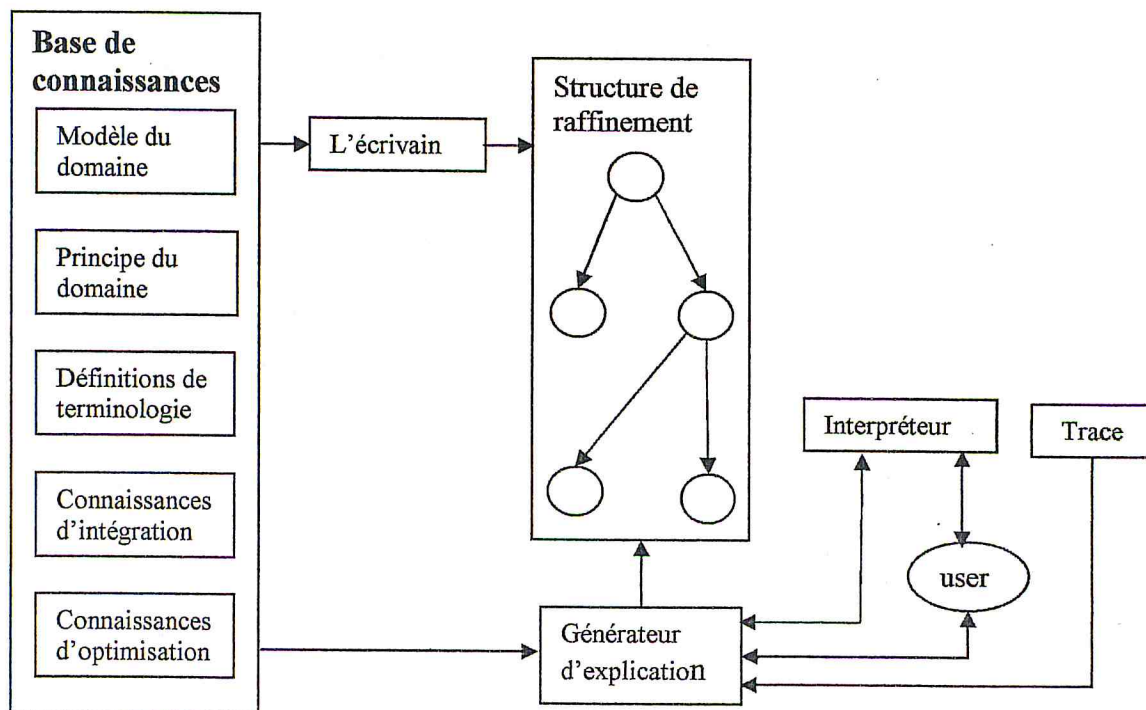 Base de
connaissances
Modèle du
domaine
Principe du
domaine
Définitions de
terminologie
Connaissances
d'intégration
Connaissances
d'optimisation
L'écrivain
Structure de
raffinement
Interpréteur
Trace
user
Générateur
d'explication